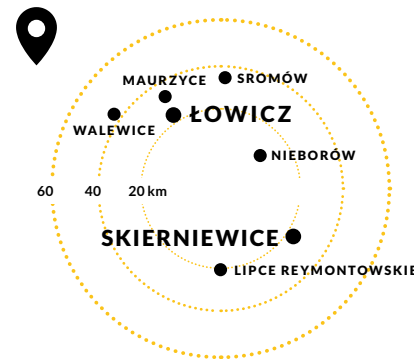 MAURZYCE
SROMÓW
ŁOWICZ
WALEWICE
NIEBORÓW
60 40 20 km
SKIERNIEWICE
LIPCE REYMONTOWSKIE